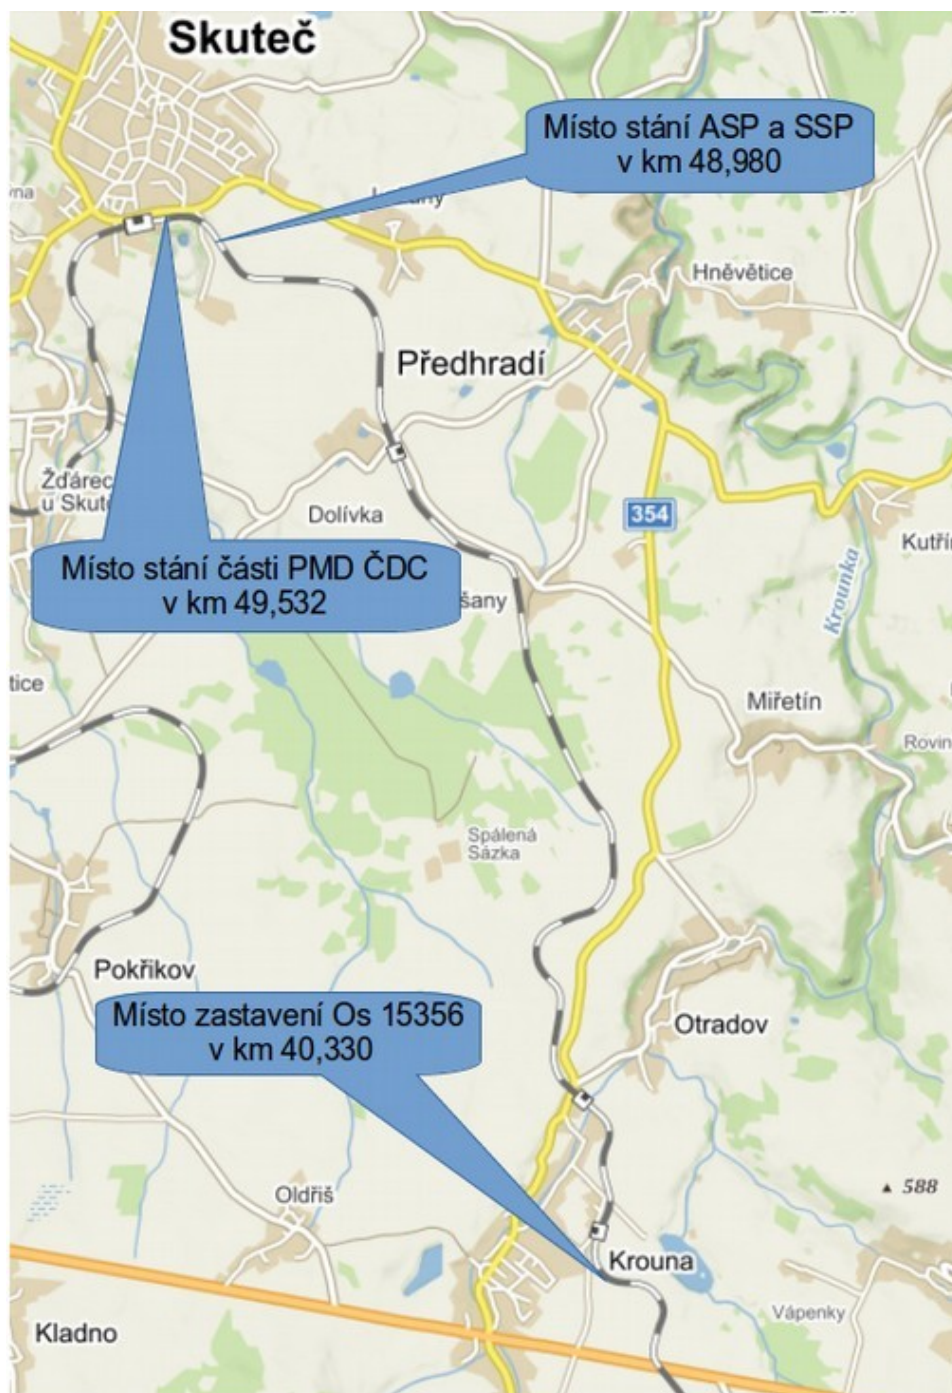 Skuteč
Místo stání ASP a SSP
v km 48,980
Hněvětice
Předhradí
Žďárec
u Skut
Dolívka
354
Kutřín
Místo stání části PMD ČDC
v km 49,532
šany
Krounka
tice
Miřetín
Rovin
Spálená
Sázka
Pokřikov
Místo zastavení Os 15356
v km 40,330
Otradov
588
Oldřiš
Krouna
Vápenky
Kladno